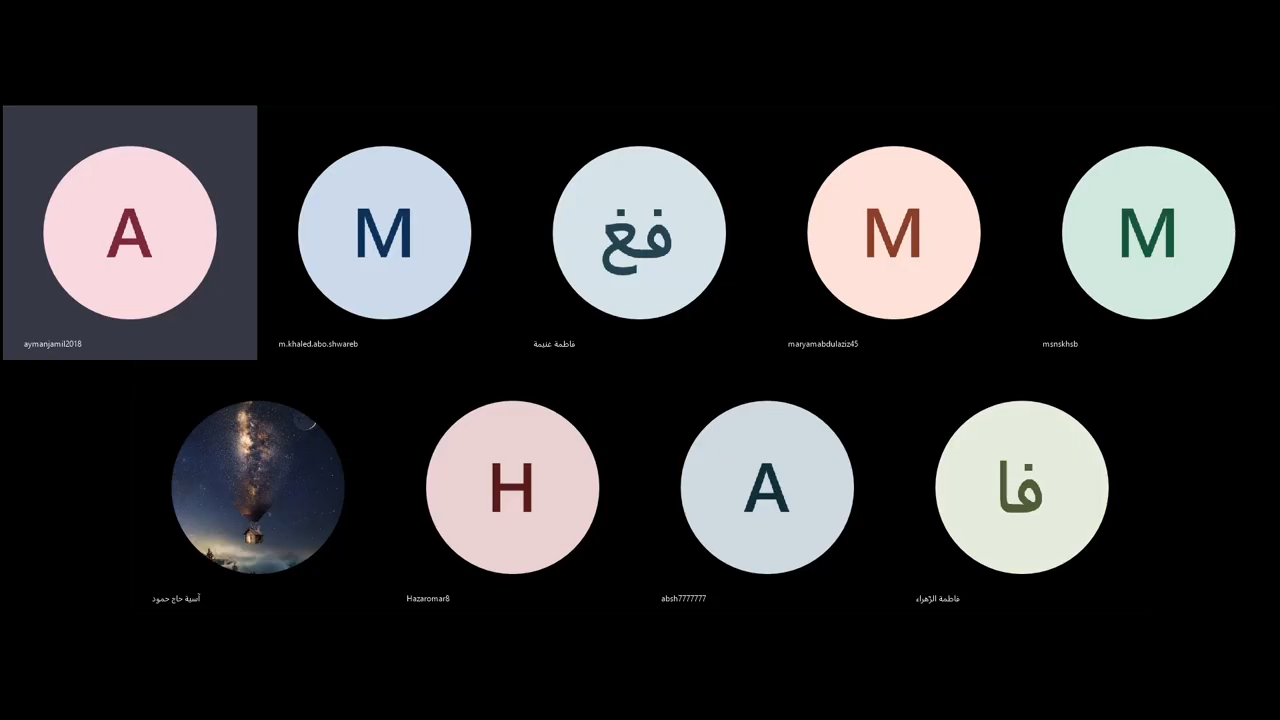 A
M
فغ
M
M
aymanjamil2018
m.khaled.abo.shwareb
فاطمة غنيمة
maryamabdulaziz45
msnskhsb
H
A
فا
آسية حاج حمود
Hazaromar8
absh7777777
فاطمة الزهراء